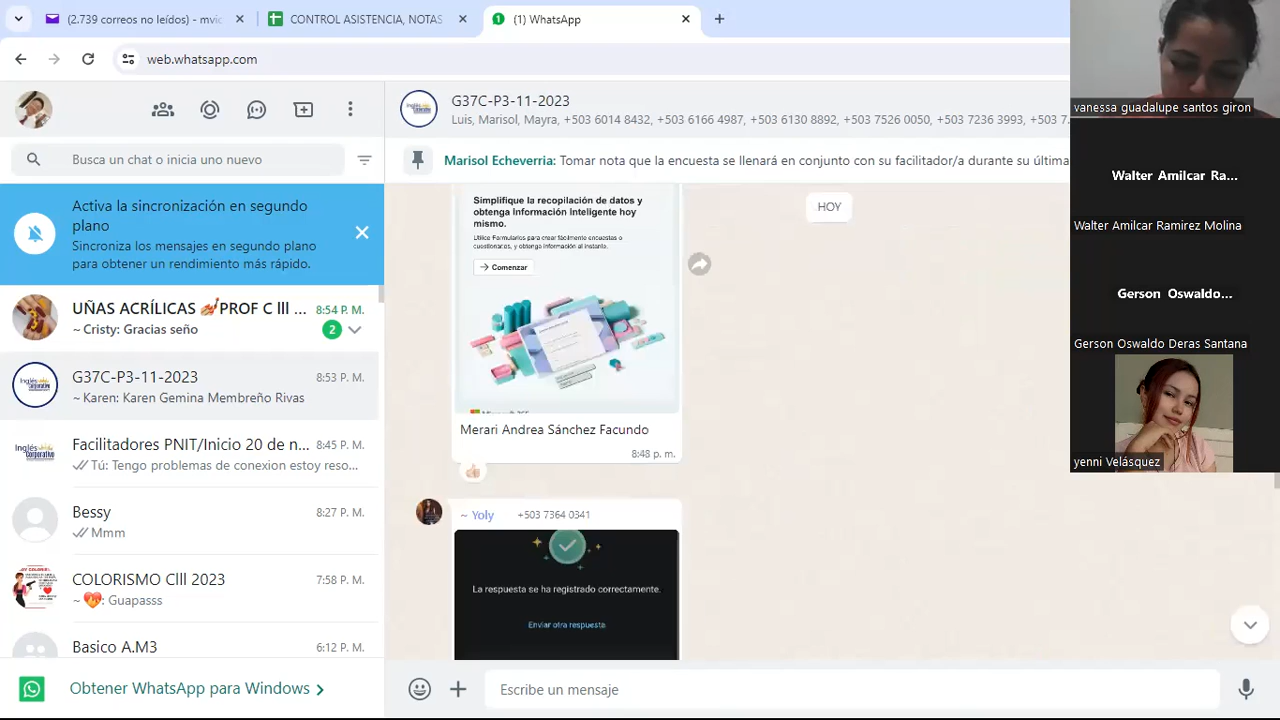 (2.739 correos no leídos) - mvic
CONTROL ASISTENCIA, NOTAS
(1) WhatsApp
web.whatsapp.com
G37C-P3-11-2023
Luis, Marisol, Mayra, +503 6014 8432, +503 6166 4987, +503 6130 8892, +503 7526 0050, +503 7236 3993, +503 7...
Busca un chat o inicia uno nuevo
Marisol Echeverria: Tomar nota que la encuesta se llenará en conjunto con su facilitador/a durante su última
Activa la sincronización en segundo
plano
Sincroniza los mensajes en segundo plano
para obtener un rendimiento más rápido.
UÑAS ACRÍLICAS 💅PROF C lll ...
8:54 P. M.
~ Cristy: Gracias seño
2
G37C-P3-11-2023
8:53 P. M.
~ Karen: Karen Gemina Membreño Rivas
Facilitadores PNIT/Inicio 20 de n...
8:45 P. M.
Tú: Tengo problemas de conexion estoy reso...
Bessy
8:27 P. M.
Mmm
COLORISMO CIII 2023
7:58 P. M.
~ 💖: Guapasss
Basico A.M3
6:12 P. M.
Obtener WhatsApp para Windows
HOY
Simplifique la recopilación de datos y
obtenga Información Inteligente hoy
mismo.
Utilice Formularios para crear fácilmente encuestas o
cuestionarios, y obtenga información al instante.
Comenzar
Merari Andrea Sánchez Facundo
8:48 p. m.
~ Yoly +503 7364 0341
La respuesta se ha registrado correctamente.
Enviar otra respuesta
Escribe un mensaje
vanessa guadalupe santos giron
Walter Amilcar Ra...
Walter Amilcar Ramirez Molina
Gerson Oswaldo...
Gerson Oswaldo Deras Santana
yenni Velásquez